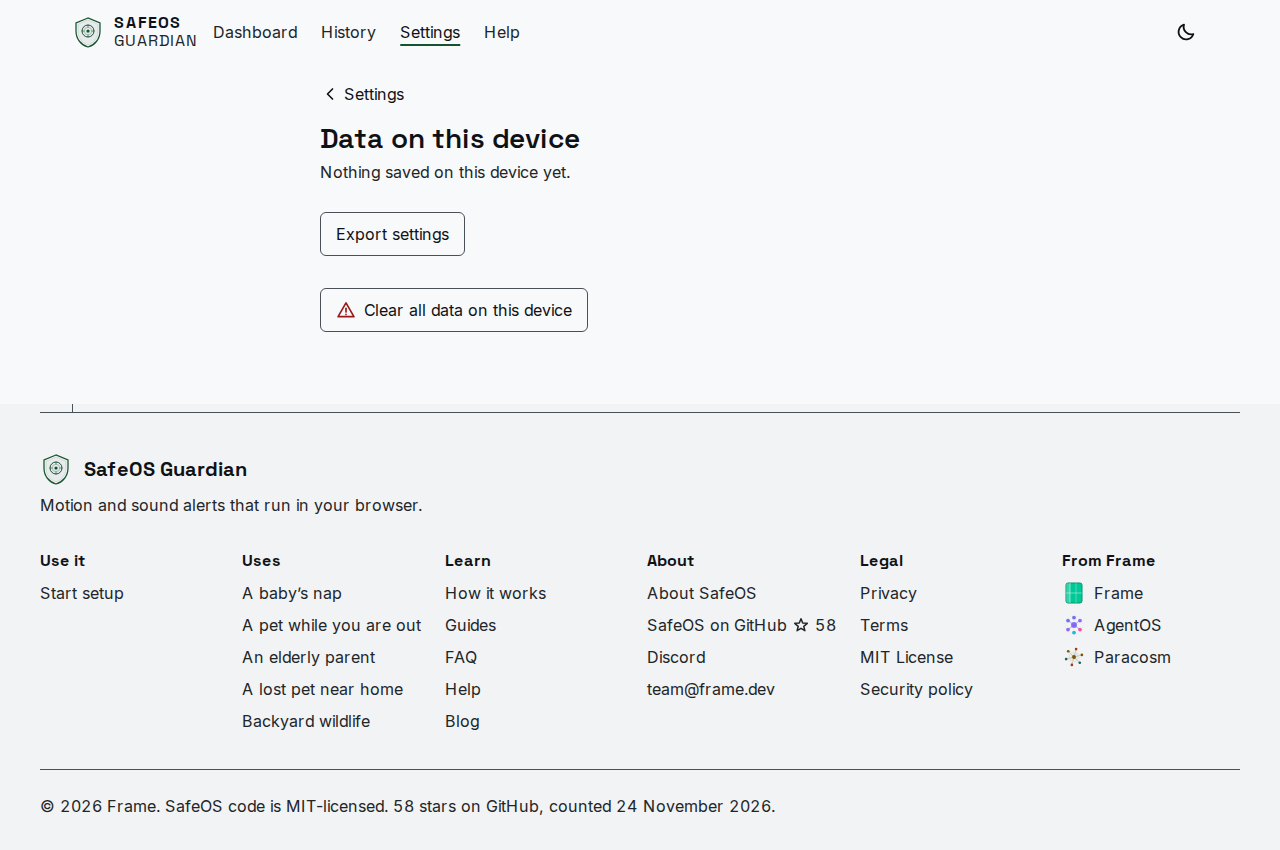 SAFEOS
GUARDIAN
Dashboard
History
Settings
Help
Settings
Data on this device
Nothing saved on this device yet.
Export settings
Clear all data on this device
SafeOS Guardian
Motion and sound alerts that run in your browser.
Use it
Start setup
Uses
A baby’s nap
A pet while you are out
An elderly parent
A lost pet near home
Backyard wildlife
Learn
How it works
Guides
FAQ
Help
Blog
About
About SafeOS
SafeOS on GitHub ☆ 58
Discord
team@frame.dev
Legal
Privacy
Terms
MIT License
Security policy
From Frame
Frame
AgentOS
Paracosm
© 2026 Frame. SafeOS code is MIT-licensed. 58 stars on GitHub, counted 24 November 2026.